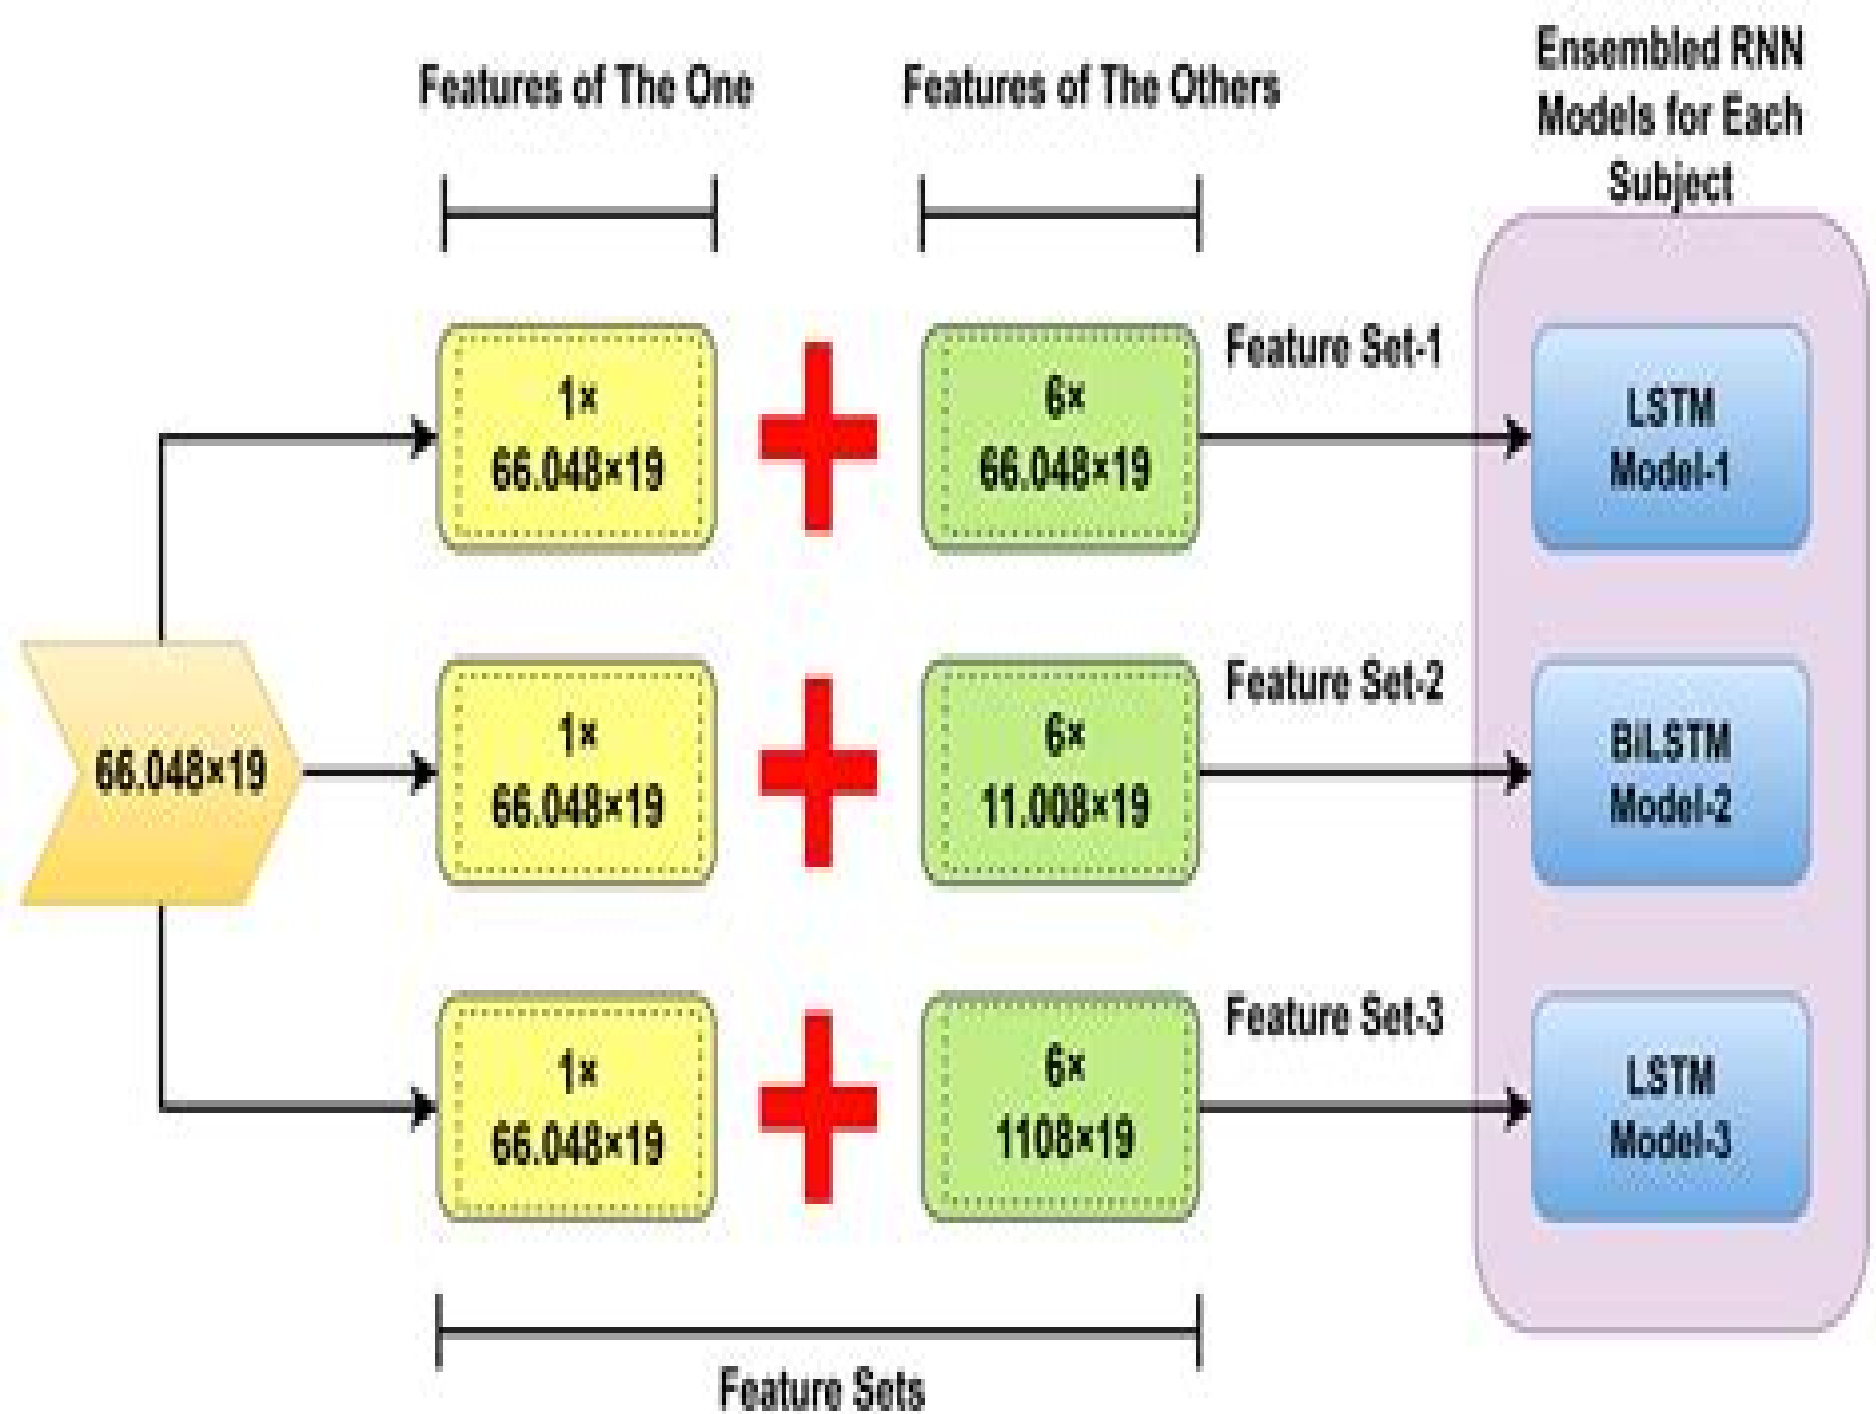 Features of The One
Features of The Others
Ensembled RNN
Models for Each
Subject
1×
66.048×19
6×
66.048×19
Feature Set-1
LSTM
Model-1
66.048×19
1×
66.048×19
6×
11.008×19
Feature Set-2
BiLSTM
Model-2
1×
66.048×19
6×
1108×19
Feature Set-3
LSTM
Model-3
Feature Sets